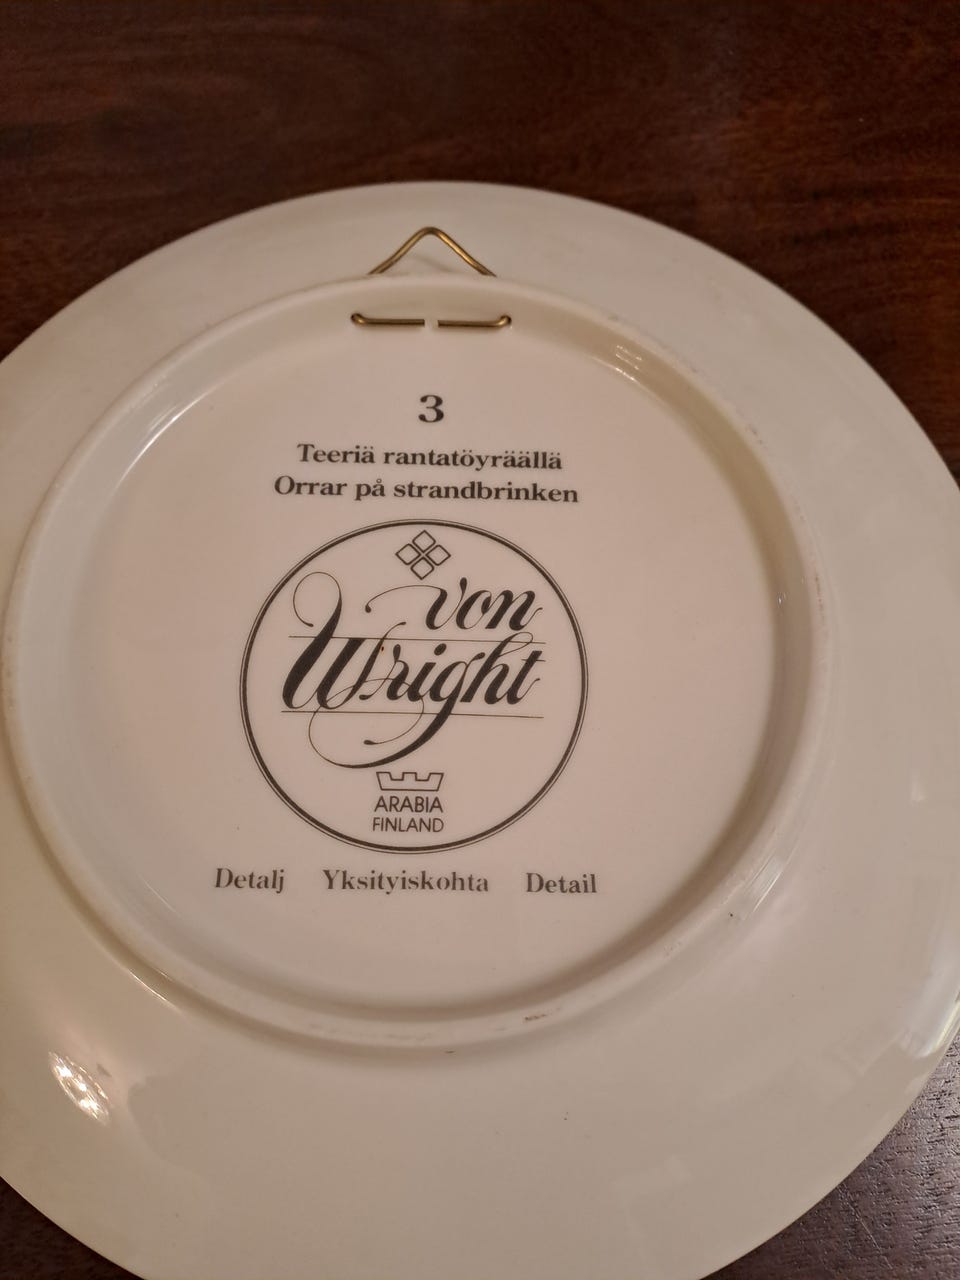 3
Teeriä rantatöyräällä
Orrar på strandbrinken
von
Wright
ARABIA
FINLAND
Detalj Yksityiskohta Detail